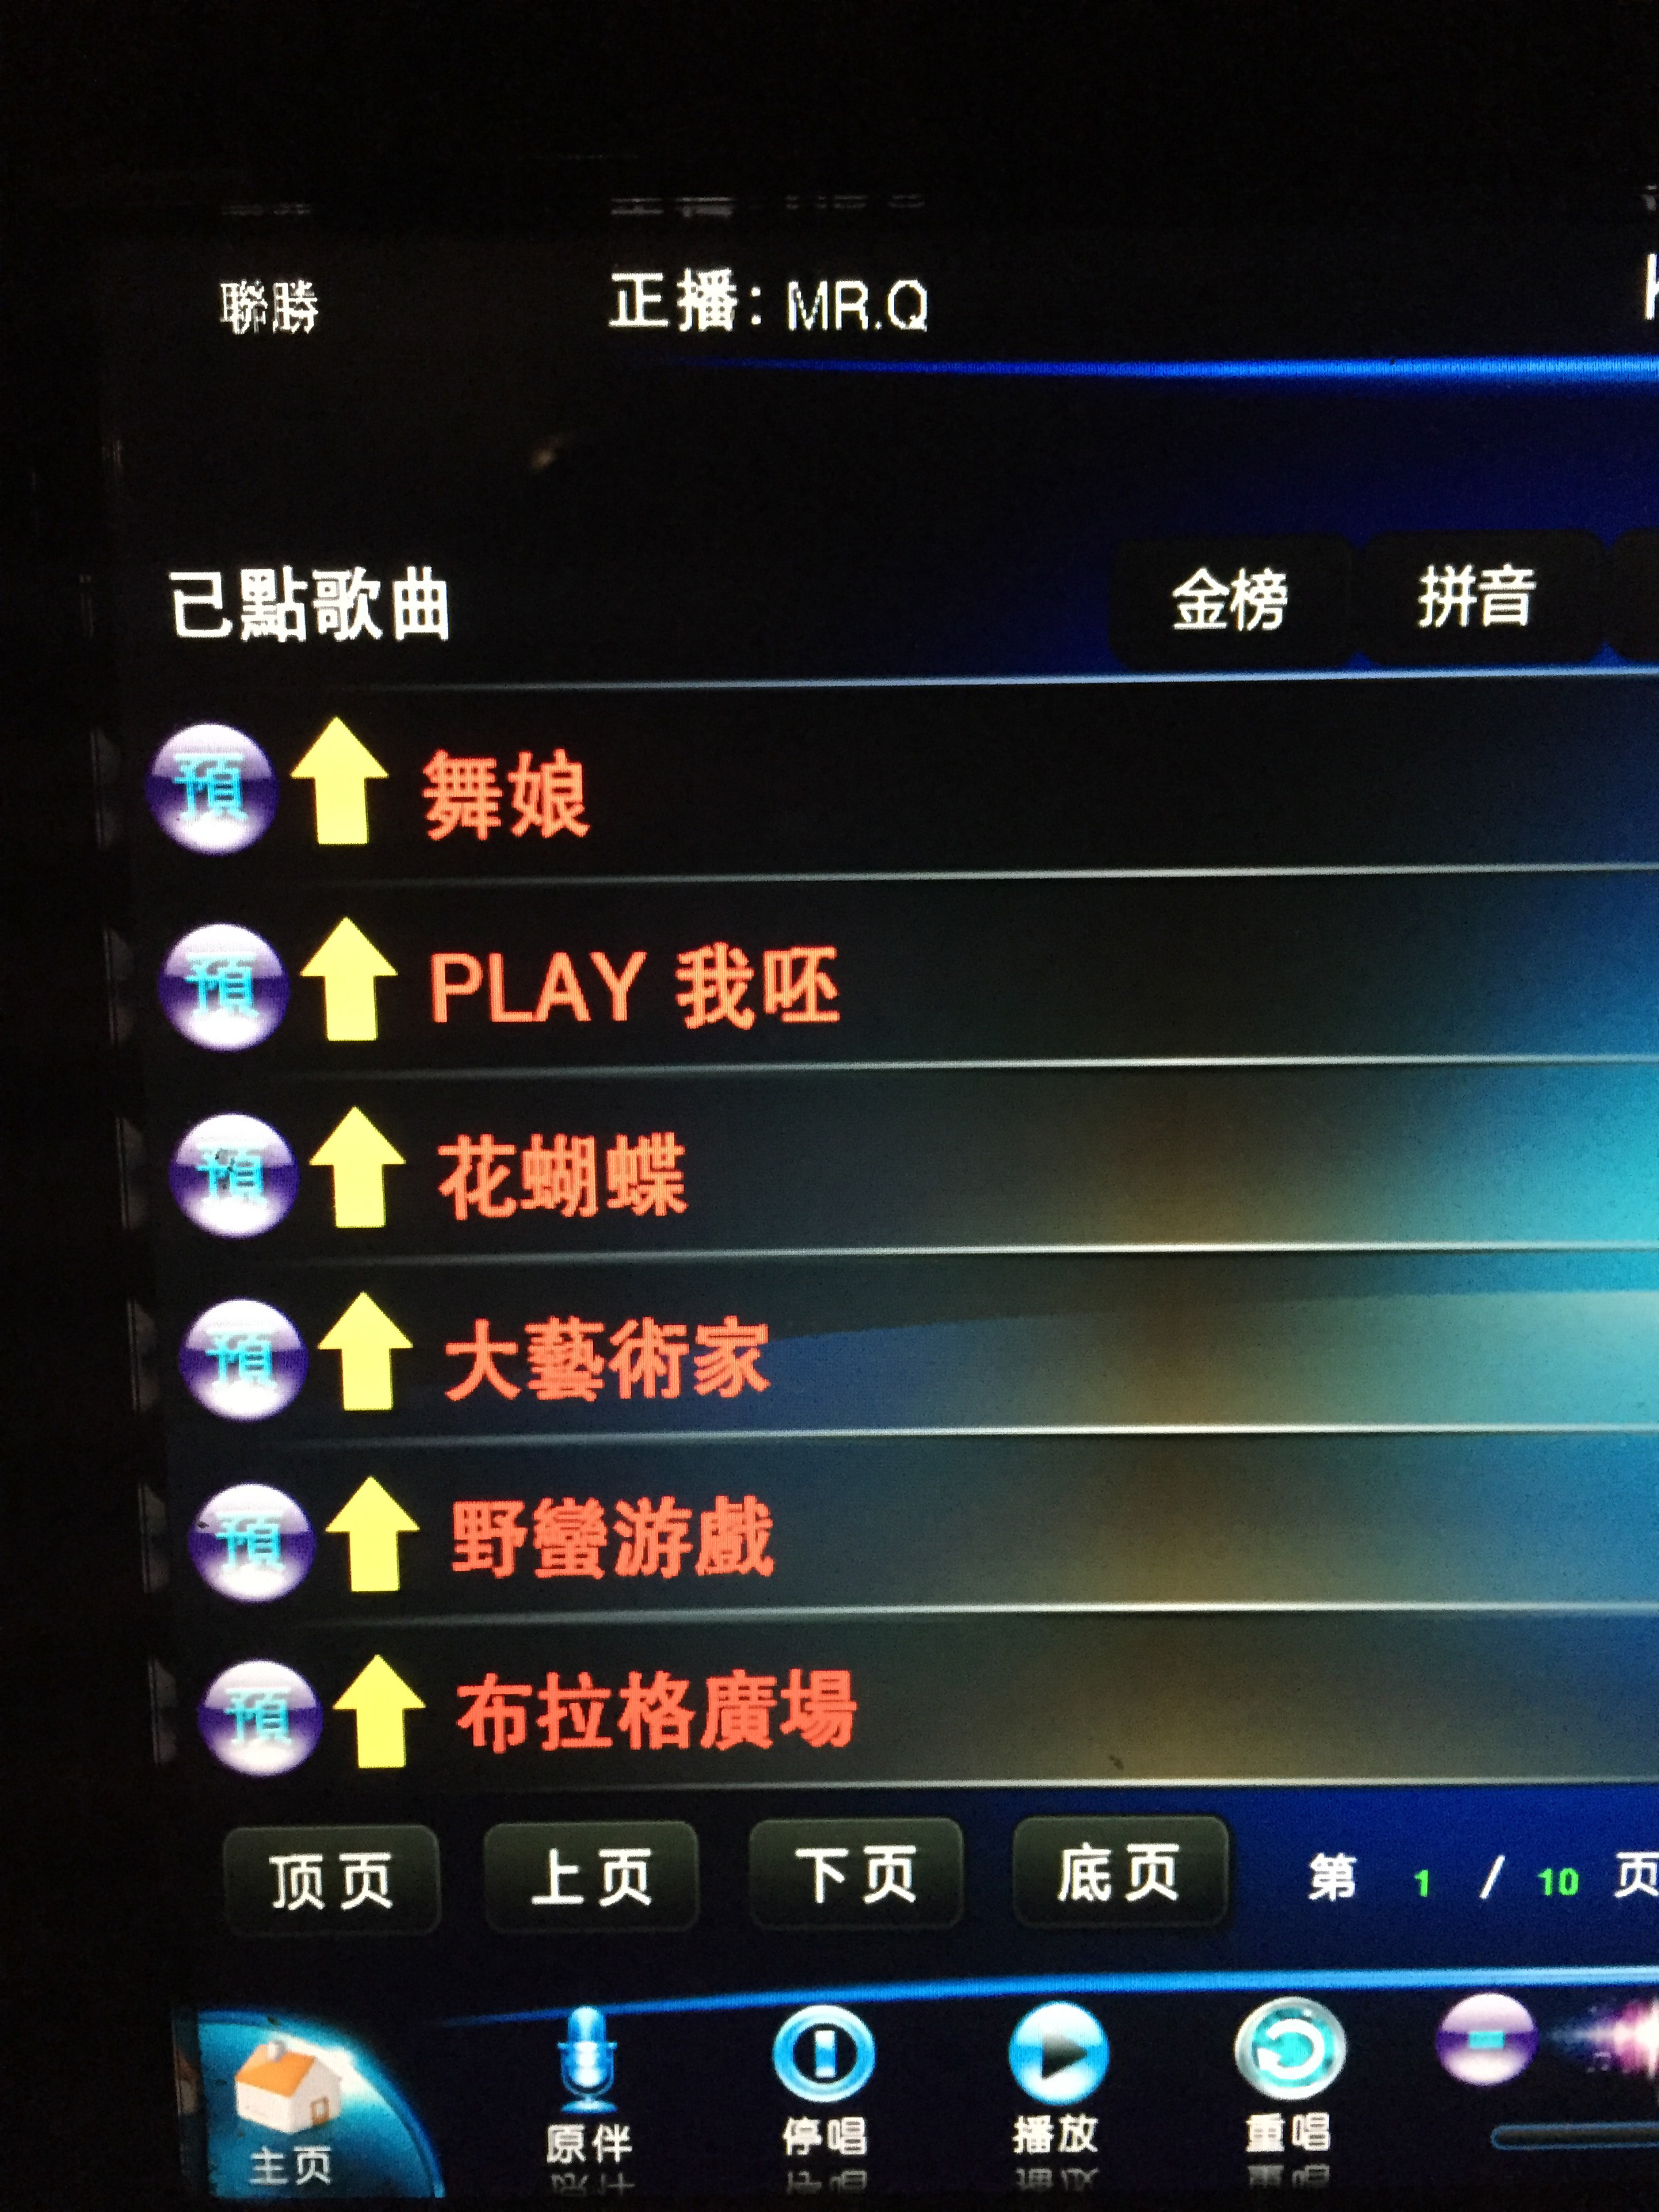 聯勝
正播：MR.Q
已點歌曲
金榜
拼音
預 舞娘
預 PLAY 我呸
預 花蝴蝶
預 大藝術家
預 野蠻游戲
預 布拉格廣場
顶页 上页 下页 底页 第 1 / 10 页
主页 原伴 停唱 播放 重唱